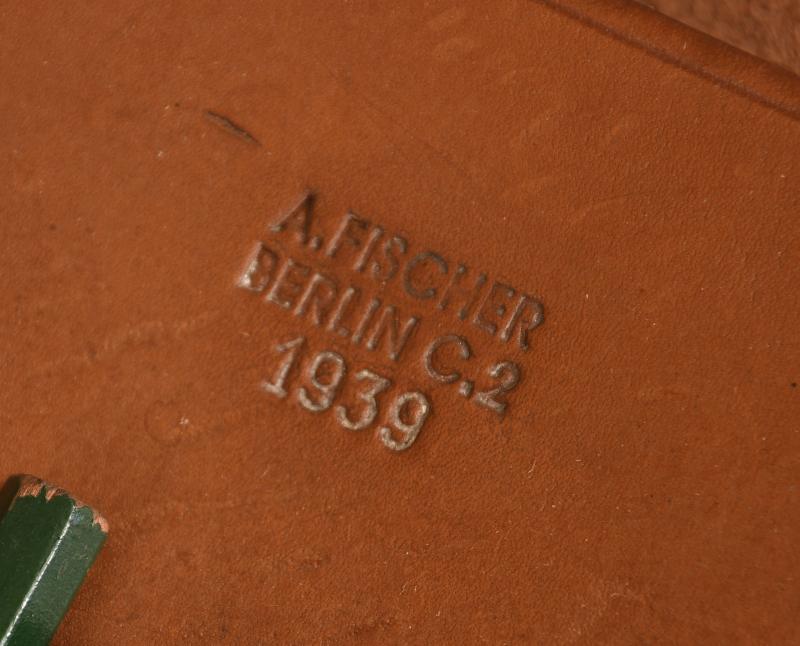 A. FISCHER
BERLIN C.2
1939